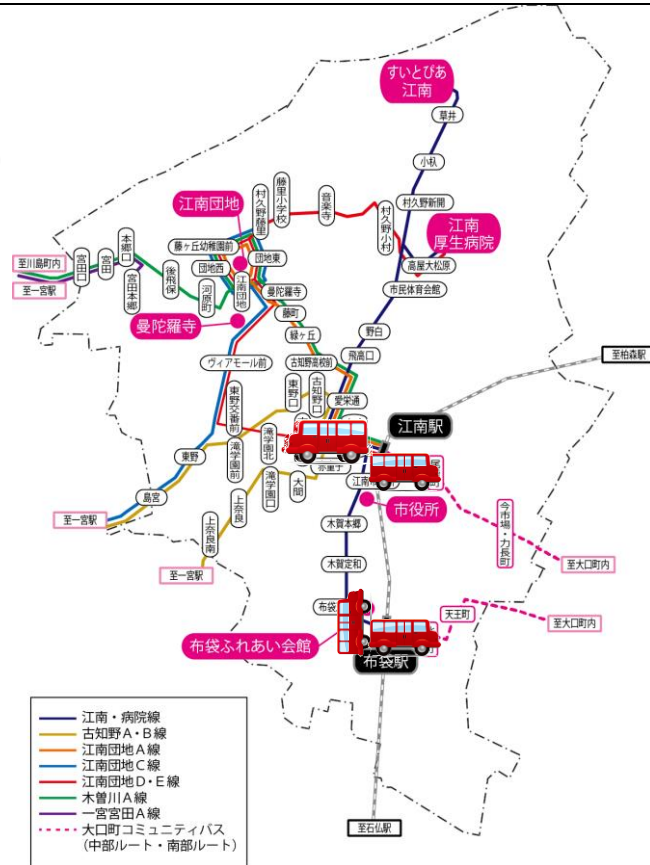 すいとぴあ
江南
草井
小杁
村久野新開
江南
厚生病院
村久野小村
高屋大松原
市民体育会館
野白
飛高口
愛栄通
音楽寺
藤里小学校
村久野藤里
江南団地
藤ヶ丘幼稚園前
団地西
団地東
江南団地
曼陀羅寺
藤町
緑ヶ丘
古知野高校前
曼陀羅寺
本郷口
宮田
宮田口
宮田本郷
後飛保
河原町
至川島町内
至一宮駅
ヴィアモール前
東野交番前
東野口
古知野口
滝学園前
滝学園北
滝学園口
大間
赤童子
東野
島宮
上奈良
上奈良南
至一宮駅
至一宮駅
至柏森駅
江南駅
市役所
今市場・力長町
至大口町内
木賀本郷
木賀定和
布袋
天王町
至大口町内
布袋ふれあい会館
布袋駅
至石仏駅
江南・病院線
古知野A・B線
江南団地A線
江南団地C線
江南団地D・E線
木曽川A線
一宮宮田A線
大口町コミュニティバス
(中部ルート・南部ルート)